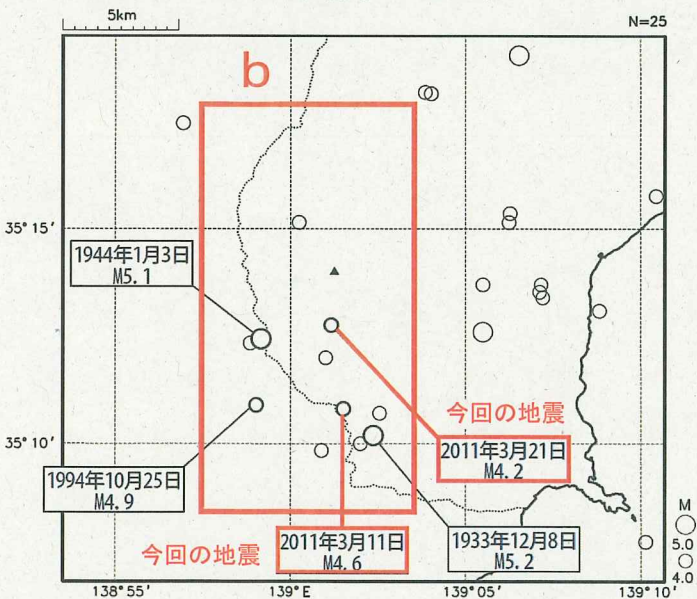 5km
N=25
b
35°15′
1944年1月3日
M5.1
今回の地震
2011年3月21日
M4.2
35°10′
1994年10月25日
M4.9
今回の地震
2011年3月11日
M4.6
1933年12月8日
M5.2
M
5.0
4.0
138°55′
139°E
139°05′
139°10′